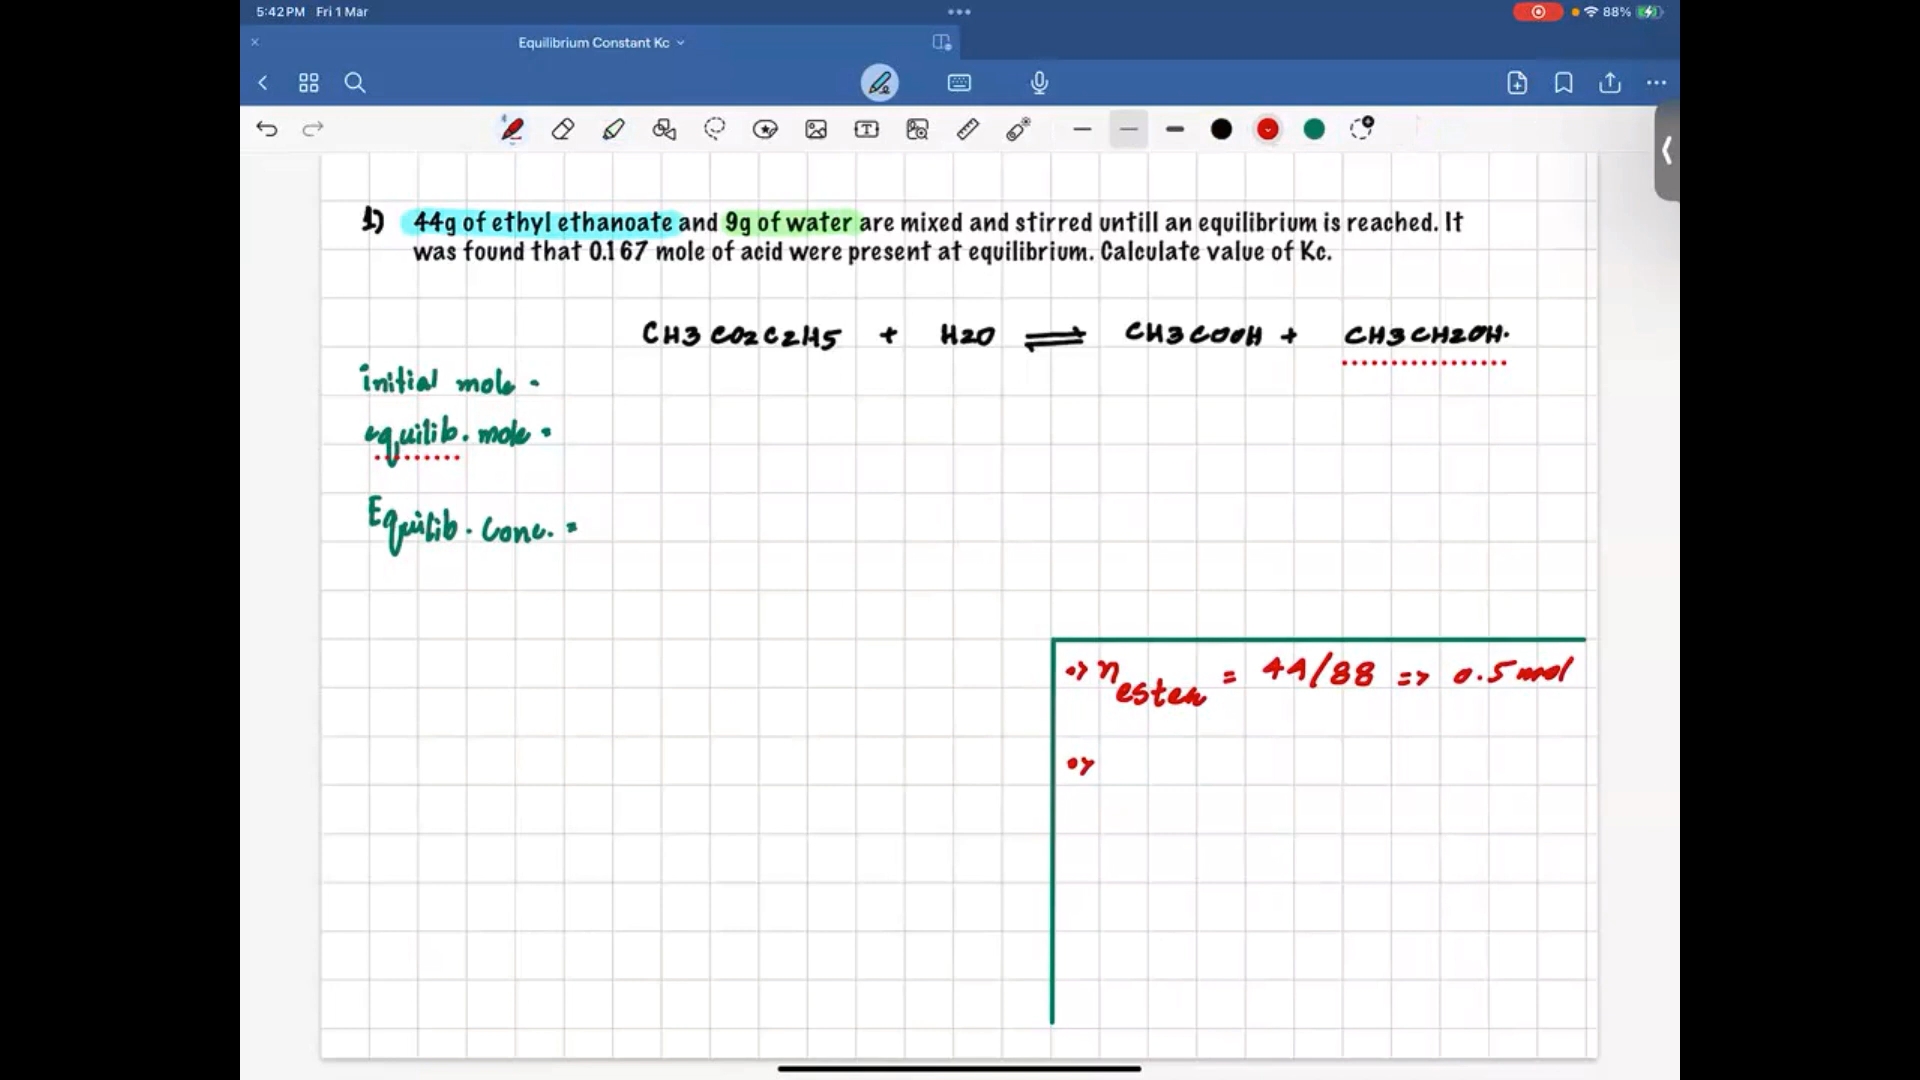 5:42 PM Fri 1 Mar
88%
Equilibrium Constant Kc
1) 44g of ethyl ethanoate and 9g of water are mixed and stirred untill an equilibrium is reached. It
was found that 0.167 mole of acid were present at equilibrium. Calculate value of Kc.
CH3CO2C2H5 + H2O ⇌ CH3COOH + CH3CH2OH.
initial mole -
equilib. mole =
Equilib. Conc. =
n ester = 44/88 => 0.5 mol